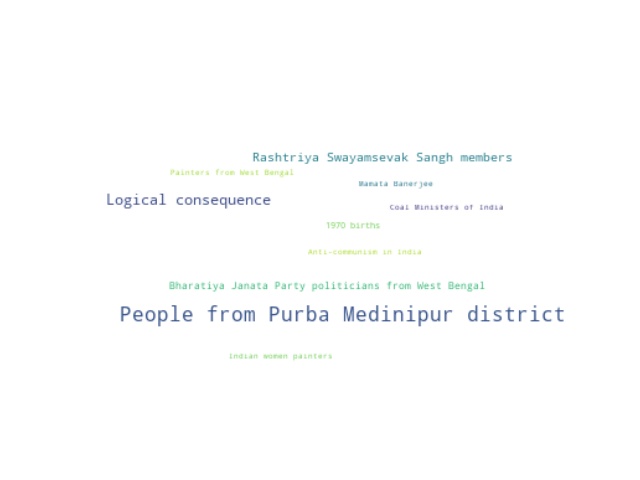 Rashtriya Swayamsevak Sangh members
Painters from West Bengal
Mamata Banerjee
Logical consequence
Coal Ministers of India
1970 births
Anti-communism in India
Bharatiya Janata Party politicians from West Bengal
People from Purba Medinipur district
Indian women painters